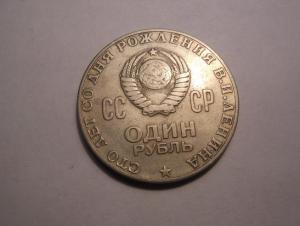 СТО ЛЕТ СО ДНЯ РОЖДЕНИЯ В.И.ЛЕНИНА
СС СР
ОДИН
РУБЛЬ